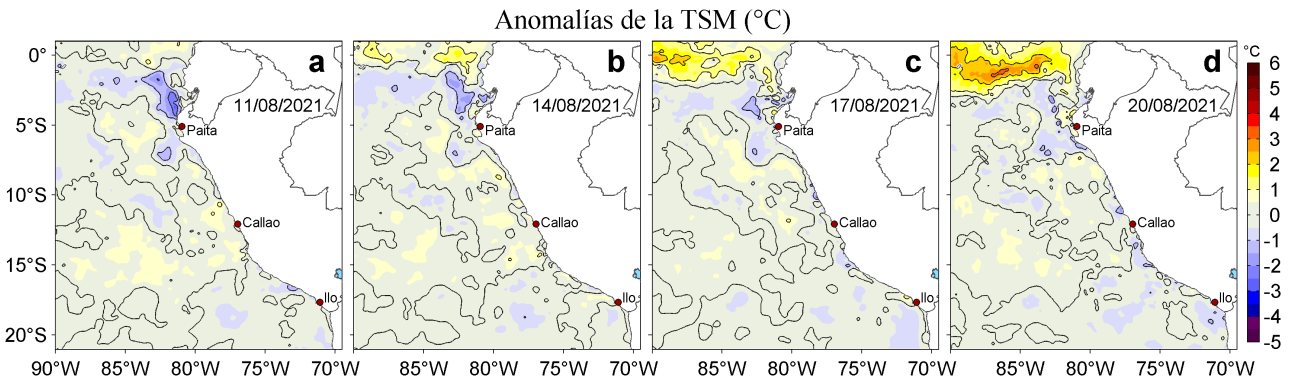 Anomalías de la TSM (°C)
a
b
c
d
11/08/2021
14/08/2021
17/08/2021
20/08/2021
0°
5°S
10°S
15°S
20°S
Paita
Callao
Ilo
Paita
Callao
Ilo
Paita
Callao
Ilo
Paita
Callao
Ilo
90°W
85°W
80°W
75°W
70°W
85°W
80°W
75°W
70°W
85°W
80°W
75°W
70°W
85°W
80°W
75°W
70°W
°C
6
5
4
3
2
1
0
-1
-2
-3
-4
-5